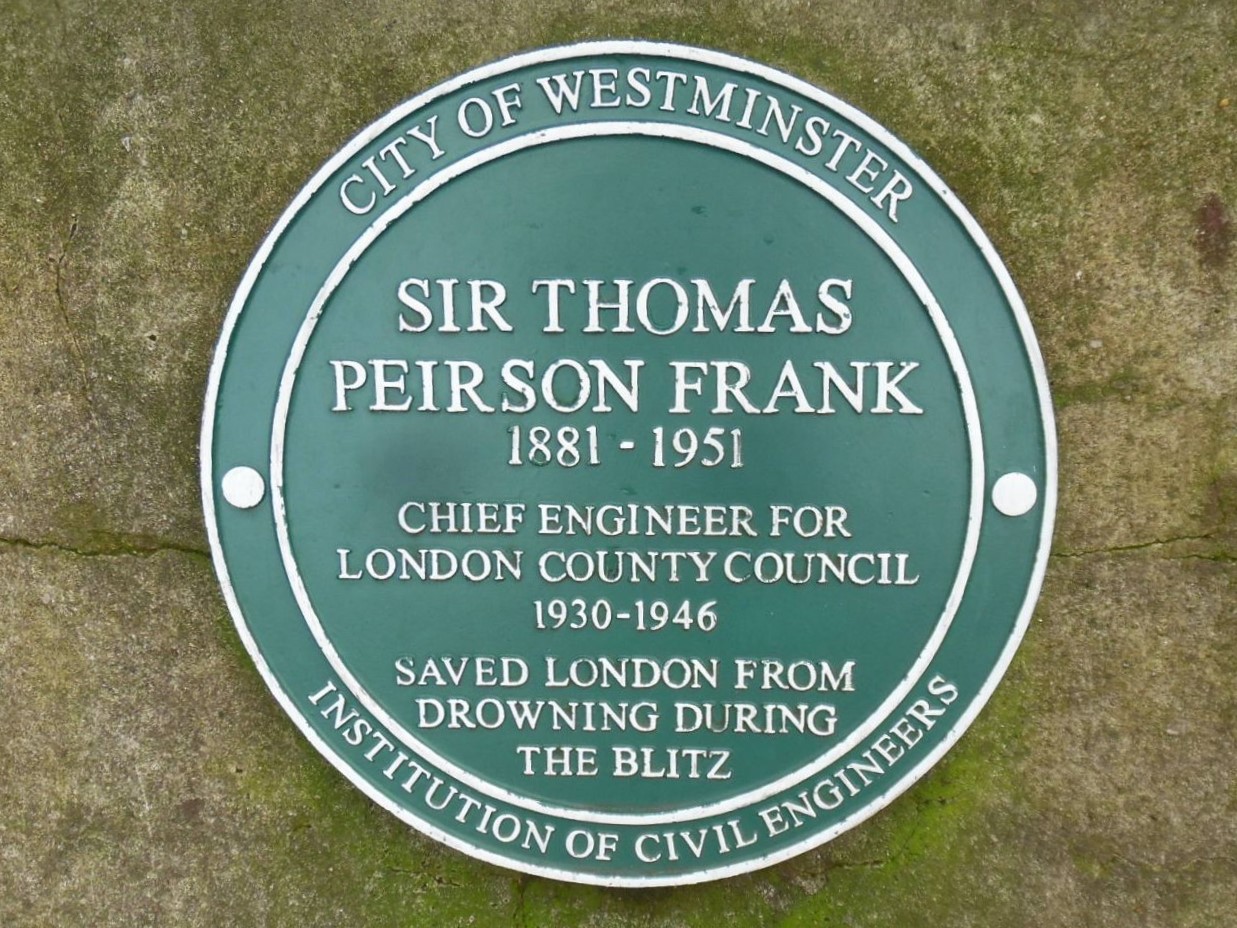 CITY OF WESTMINSTER
SIR THOMAS
PEIRSON FRANK
1881 - 1951
CHIEF ENGINEER FOR
LONDON COUNTY COUNCIL
1930-1946
SAVED LONDON FROM
DROWNING DURING
THE BLITZ
INSTITUTION OF CIVIL ENGINEERS